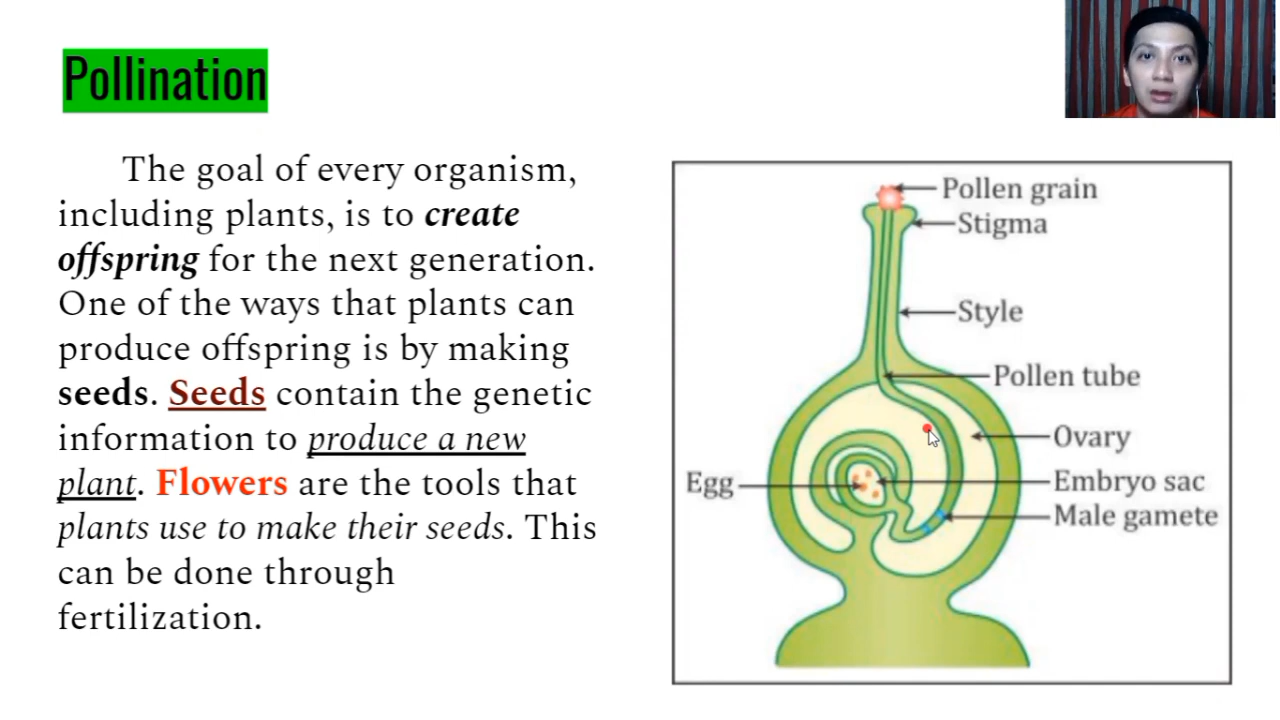 Pollination
The goal of every organism,
including plants, is to create
offspring for the next generation.
One of the ways that plants can
produce offspring is by making
seeds. Seeds contain the genetic
information to produce a new
plant. Flowers are the tools that
plants use to make their seeds. This
can be done through
fertilization.
Pollen grain
Stigma
Style
Pollen tube
Ovary
Egg
Embryo sac
Male gamete